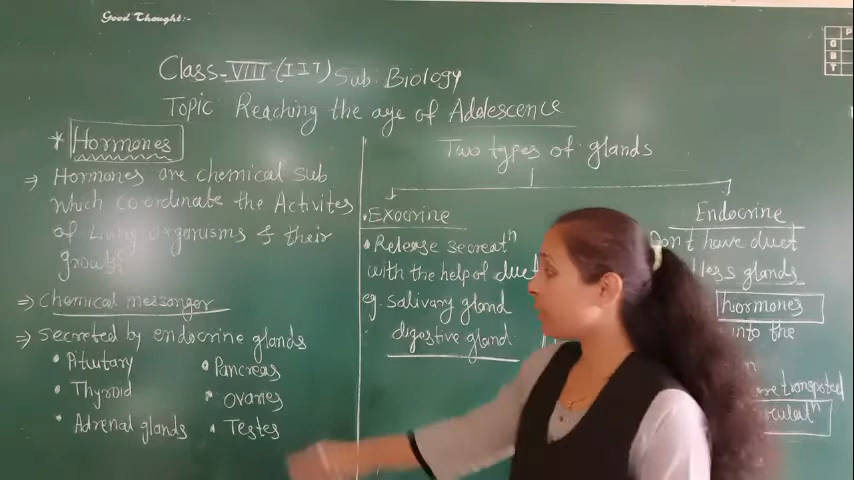 Good Thought:-
P
G
B
T
Class-VIII-(III) Sub. Biology
Topic Reaching the age of Adolescence
* Hormones
⇒ Hormones are chemical sub
which coordinate the Activites
of Living organisms & their
growth
⇒ chemical messanger
⇒ secreted by endocrine glands
• Pituitary
• Thyroid
• Adrenal glands
• Pancreas
• Ovaries
• Testes
Two types of glands
• Exocrine
• Release secreatⁿ
with the help of duct
eg. salivary gland
digestive gland.
Endocrine
Don't have duct
less glands
hormones
into the
transpoted